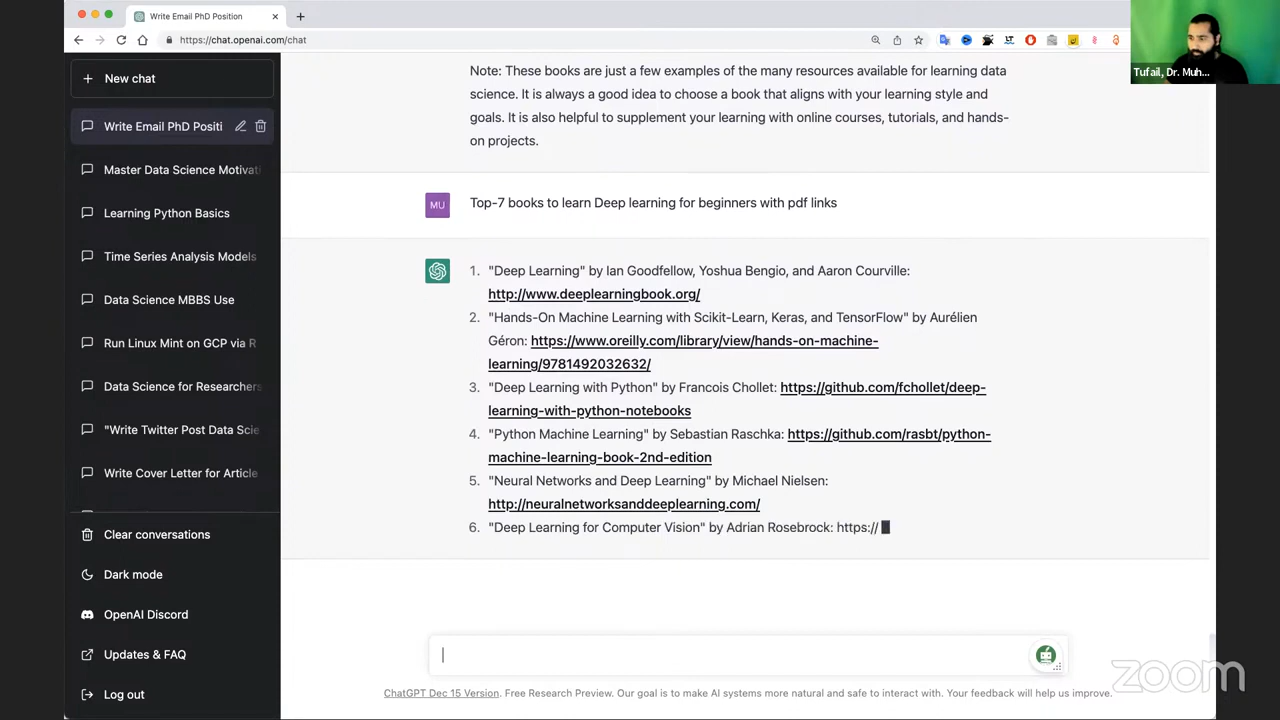 Write Email PhD Position
https://chat.openai.com/chat
Tufail, Dr. Muh...
New chat
Write Email PhD Positi
Master Data Science Motivati
Learning Python Basics
Time Series Analysis Models
Data Science MBBS Use
Run Linux Mint on GCP via R
Data Science for Researchers
"Write Twitter Post Data Scie
Write Cover Letter for Article
Clear conversations
Dark mode
OpenAI Discord
Updates & FAQ
Log out
Note: These books are just a few examples of the many resources available for learning data
science. It is always a good idea to choose a book that aligns with your learning style and
goals. It is also helpful to supplement your learning with online courses, tutorials, and hands-
on projects.
MU
Top-7 books to learn Deep learning for beginners with pdf links
1. "Deep Learning" by Ian Goodfellow, Yoshua Bengio, and Aaron Courville:
http://www.deeplearningbook.org/
2. "Hands-On Machine Learning with Scikit-Learn, Keras, and TensorFlow" by Aurélien
Géron: https://www.oreilly.com/library/view/hands-on-machine-
learning/9781492032632/
3. "Deep Learning with Python" by Francois Chollet: https://github.com/fchollet/deep-
learning-with-python-notebooks
4. "Python Machine Learning" by Sebastian Raschka: https://github.com/rasbt/python-
machine-learning-book-2nd-edition
5. "Neural Networks and Deep Learning" by Michael Nielsen:
http://neuralnetworksanddeeplearning.com/
6. "Deep Learning for Computer Vision" by Adrian Rosebrock: https://
ChatGPT Dec 15 Version. Free Research Preview. Our goal is to make AI systems more natural and safe to interact with. Your feedback will help us improve.
zoom